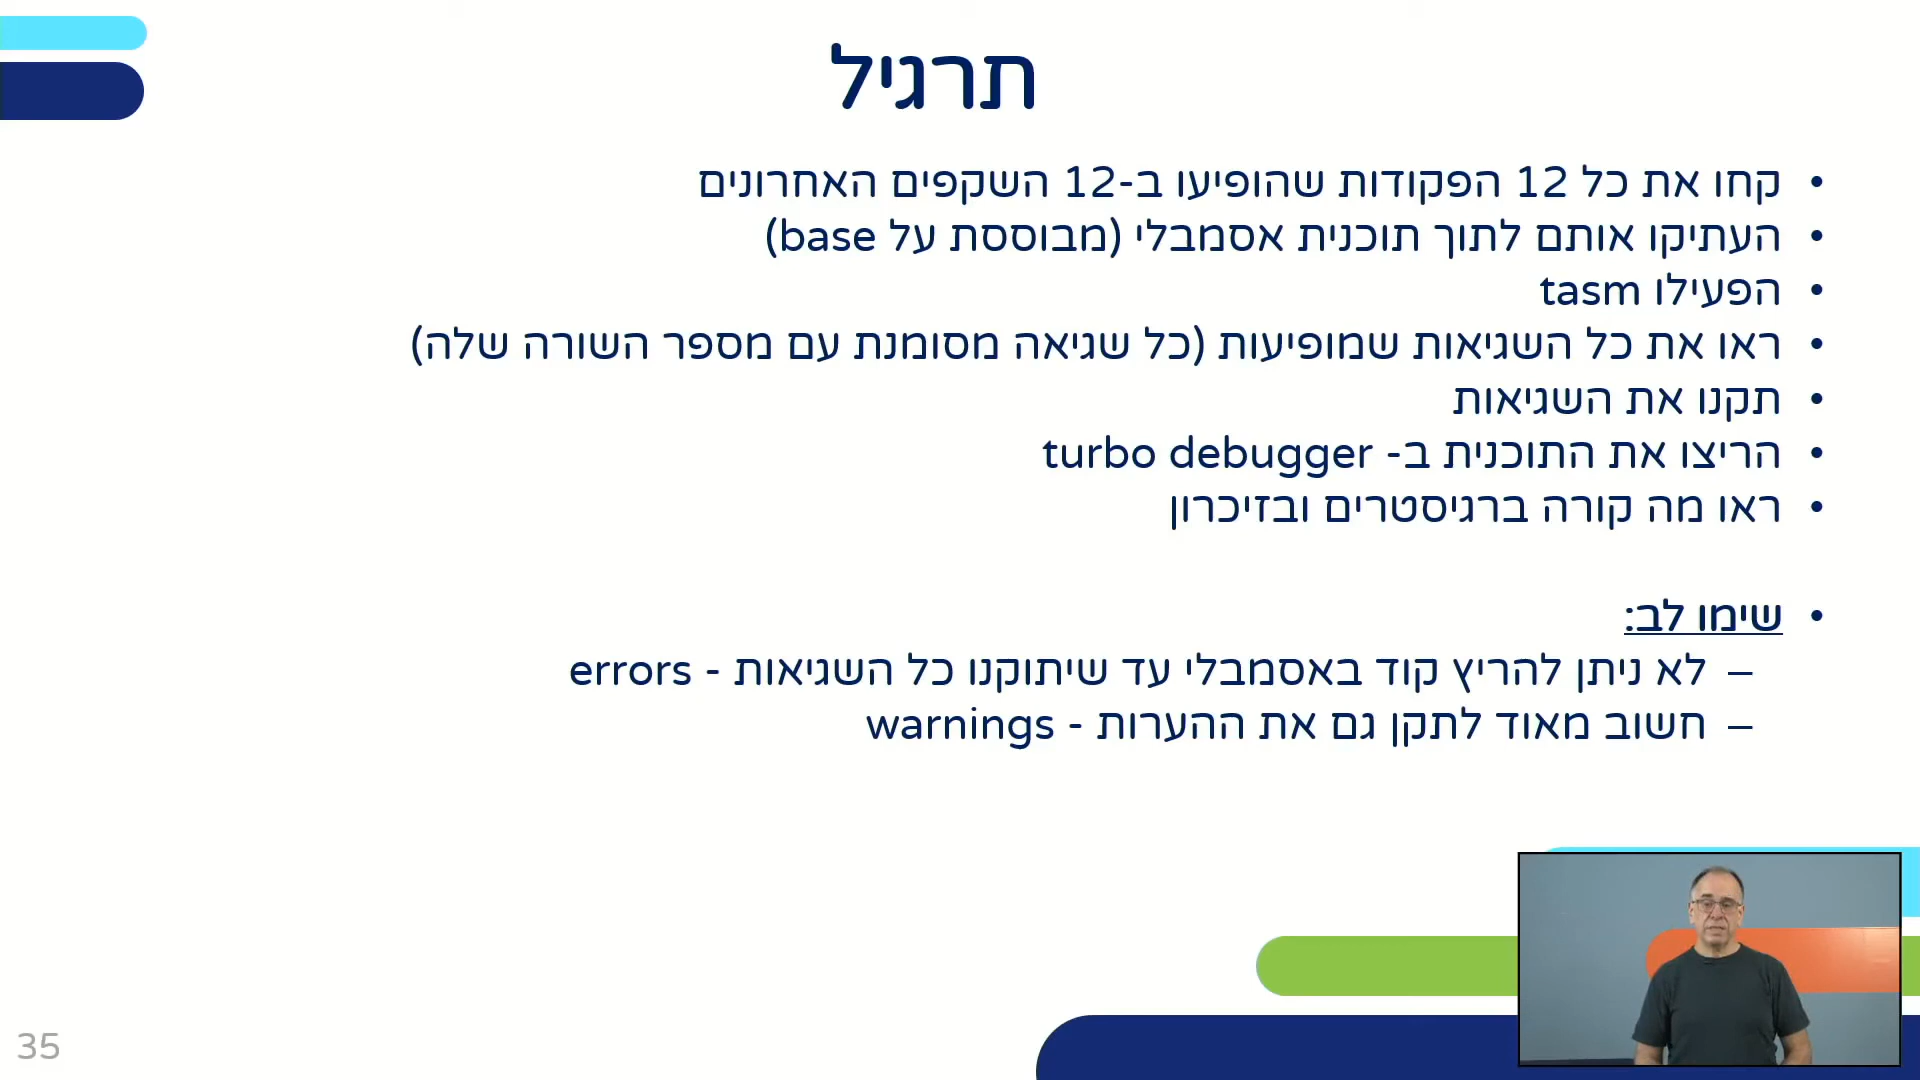 תרגיל
• קחו את כל 12 הפקודות שהופיעו ב-12 השקפים האחרונים
• העתיקו אותם לתוך תוכנית אסמבלי (מבוססת על base)
• הפעילו tasm
• ראו את כל השגיאות שמופיעות (כל שגיאה מסומנת עם מספר השורה שלה)
• תקנו את השגיאות
• הריצו את התוכנית ב- turbo debugger
• ראו מה קורה ברגיסטרים ובזיכרון
• שימו לב:
– לא ניתן להריץ קוד באסמבלי עד שיתוקנו כל השגיאות - errors
– חשוב מאוד לתקן גם את ההערות - warnings
35